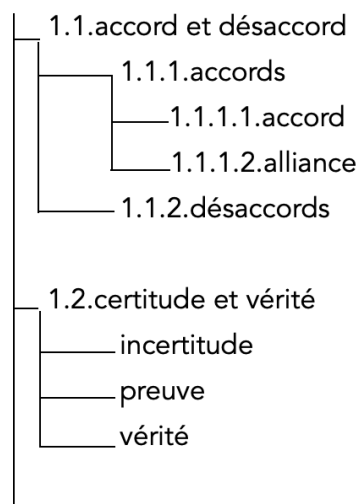 1.1.accord et désaccord
1.1.1.accords
1.1.1.1.accord
1.1.1.2.alliance
1.1.2.désaccords
1.2.certitude et vérité
incertitude
preuve
vérité